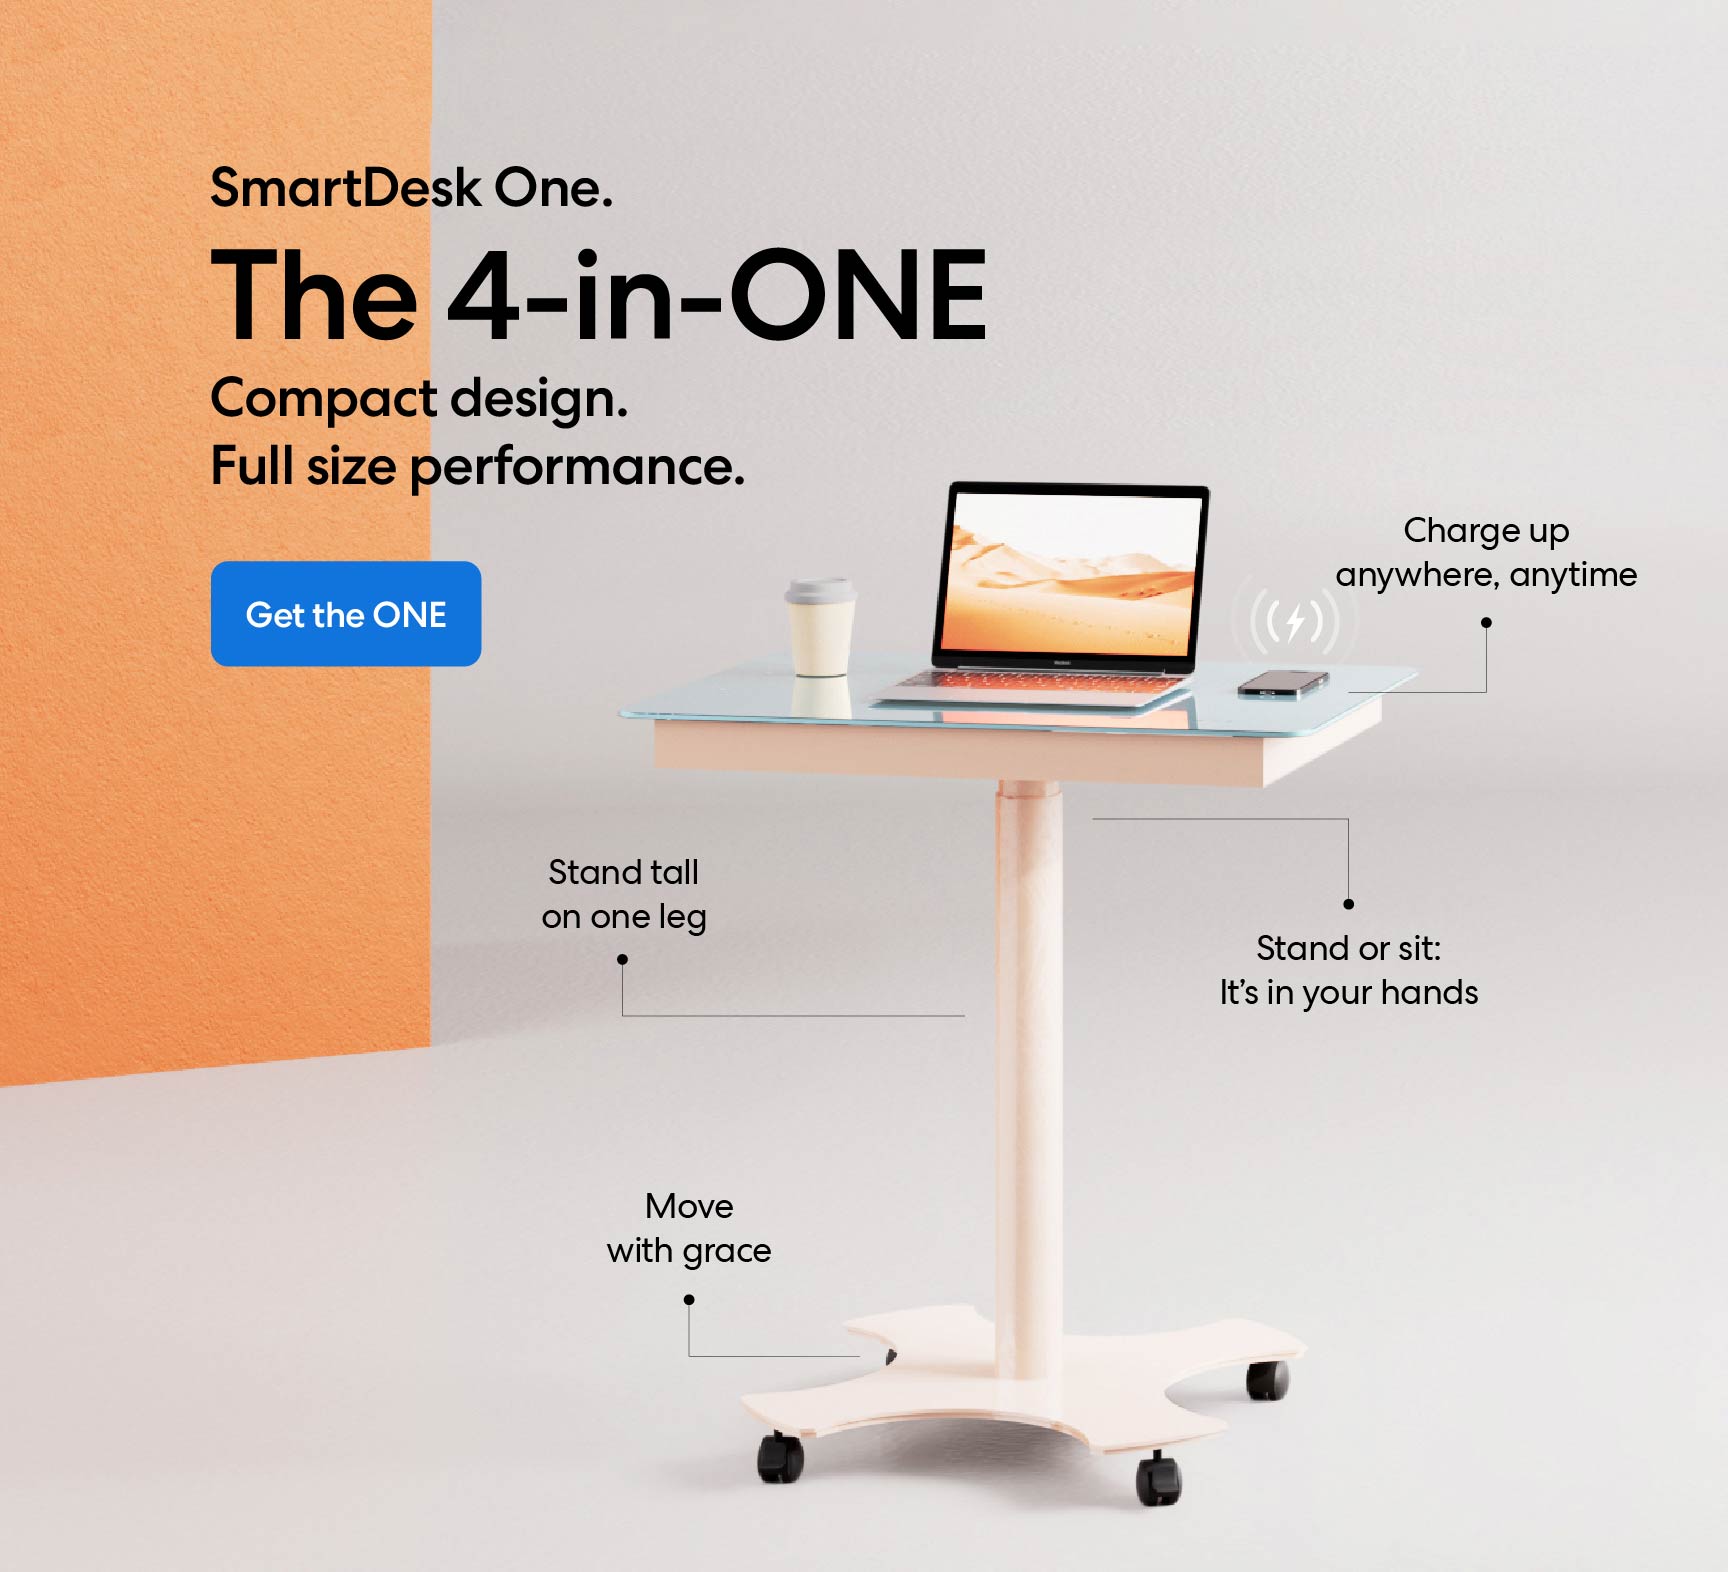 SmartDesk One.
The 4-in-ONE
Compact design.
Full size performance.
Get the ONE
Charge up
anywhere, anytime
Stand tall
on one leg
Stand or sit:
It's in your hands
Move
with grace